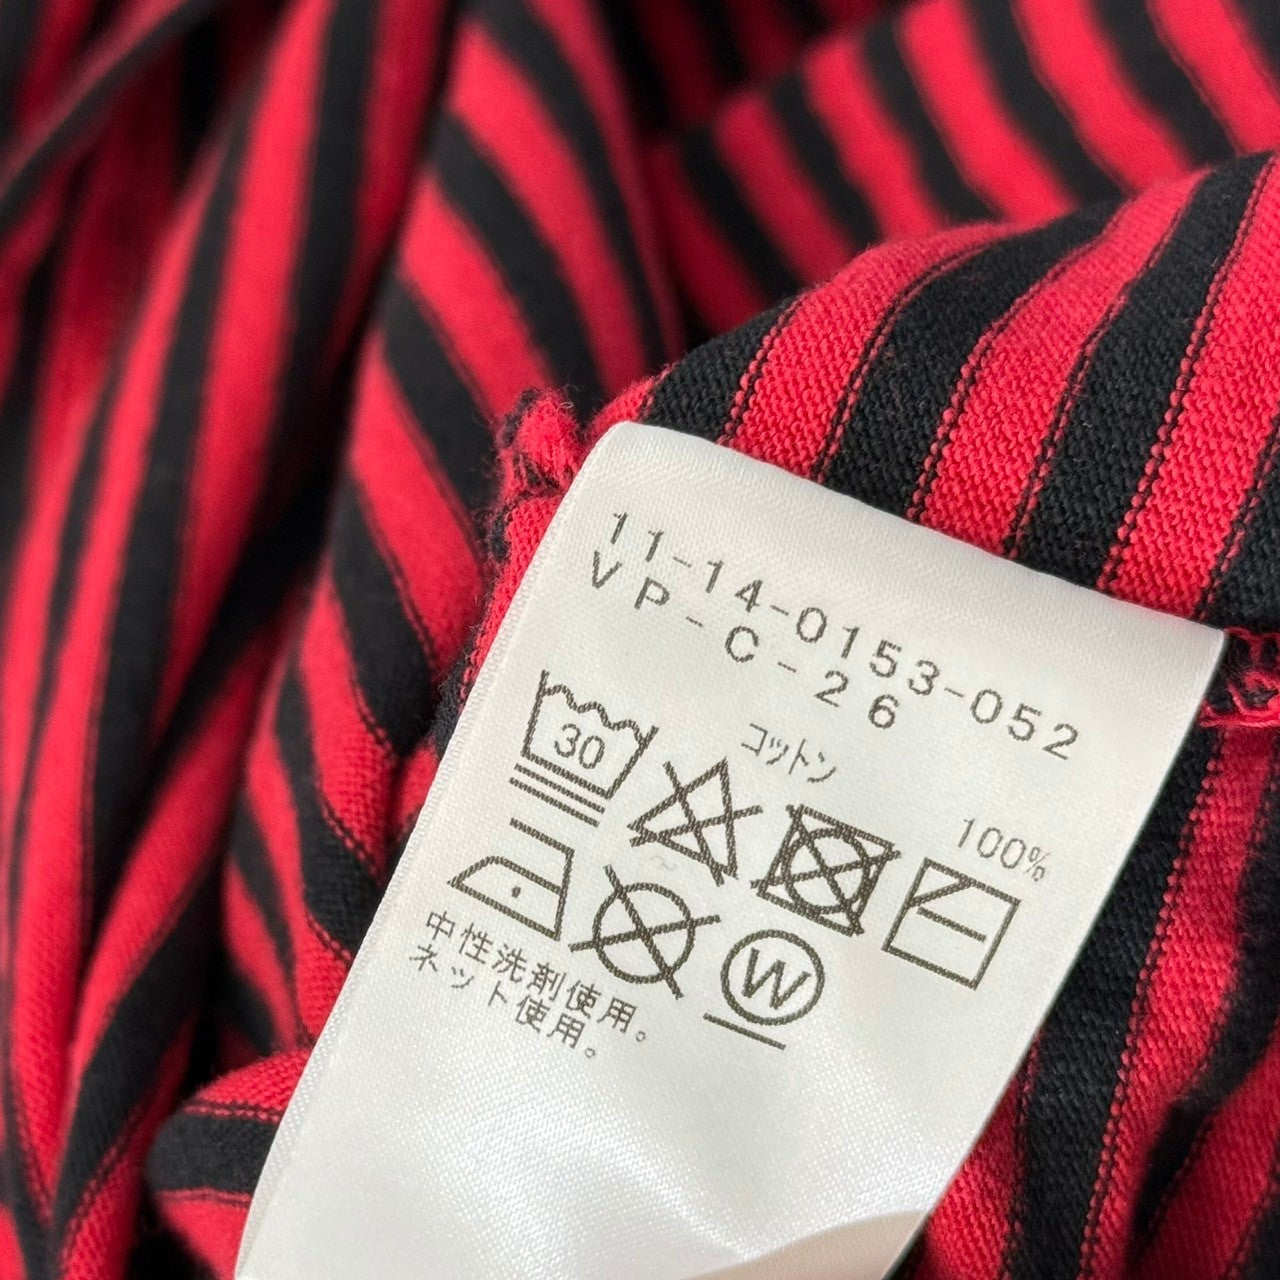 11-14-0153-052
VP-C-26
コットン
100%
30
W
中性洗剤使用。
ネット使用。